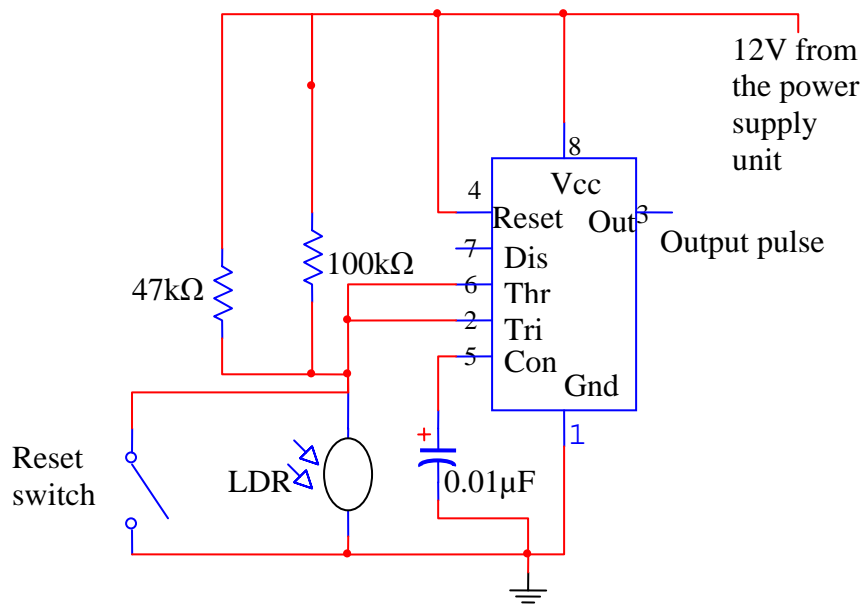 12V from
the power
supply
unit
8
Vcc
4
Reset
Out
3
Output pulse
7
Dis
47kΩ
100kΩ
6
Thr
2
Tri
5
Con
Gnd
1
+
Reset
switch
LDR
0.01µF